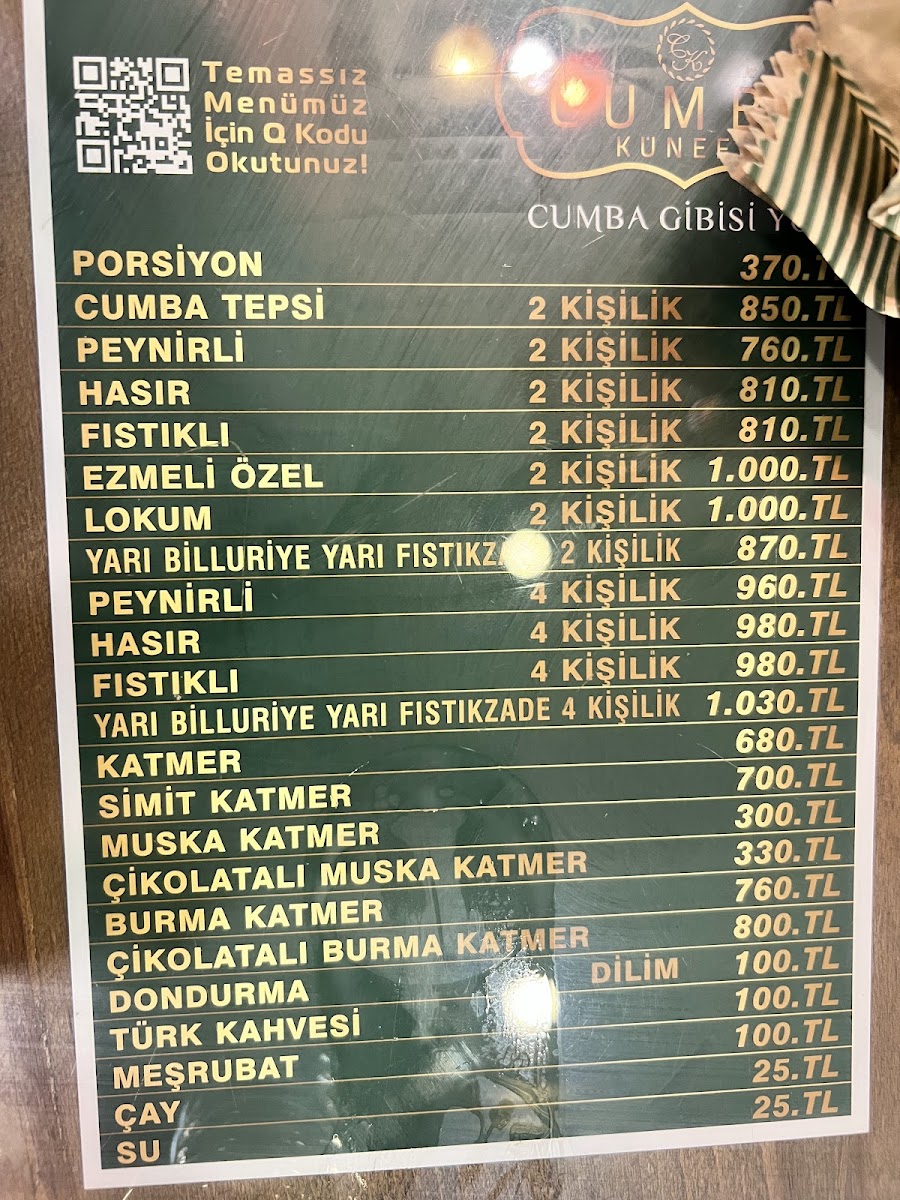 Temassız
Menümüz
İçin Q Kodu
Okutunuz!
CK
CUMBA GİBİSİ
PORSİYON 370.TL
CUMBA TEPSİ 2 KİŞİLİK 850.TL
PEYNİRLİ 2 KİŞİLİK 760.TL
HASIR 2 KİŞİLİK 810.TL
FISTIKLI 2 KİŞİLİK 810.TL
EZMELİ ÖZEL 2 KİŞİLİK 1.000.TL
LOKUM 2 KİŞİLİK 1.000.TL
YARI BİLLURİYE YARI 2 KİŞİLİK 870.TL
PEYNİRLİ 4 KİŞİLİK 960.TL
HASIR 4 KİŞİLİK 980.TL
FISTIKLI 4 KİŞİLİK 980.TL
YARI BİLLURİYE YARI FISTIKZADE 4 KİŞİLİK 1.030.TL
KATMER 680.TL
SİMİT KATMER 700.TL
MUSKA KATMER 300.TL
ÇİKOLATALI MUSKA KATMER 330.TL
BURMA KATMER 760.TL
ÇİKOLATALI BURMA KATMER 800.TL
DONDURMA DİLİM 100.TL
TÜRK KAHVESİ 100.TL
MEŞRUBAT 100.TL
ÇAY 25.TL
SU 25.TL